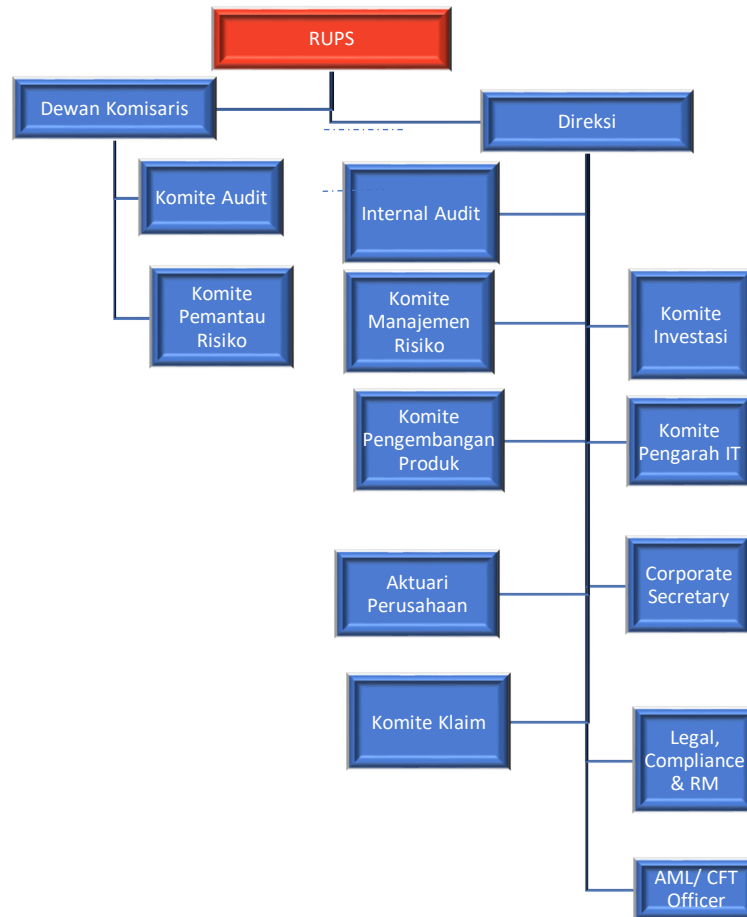 RUPS
Dewan Komisaris
Direksi
Komite Audit
Internal Audit
Komite
Pemantau
Risiko
Komite
Manajemen
Risiko
Komite
Investasi
Komite
Pengembangan
Produk
Komite
Pengarah IT
Aktuari
Perusahaan
Corporate
Secretary
Komite Klaim
Legal,
Compliance
& RM
AML/ CFT
Officer